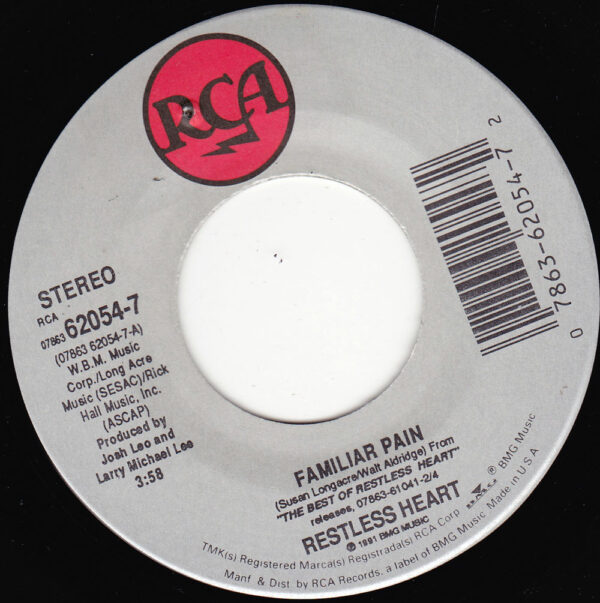 RCA
0 7863-62054-7 2
STEREO
RCA
07863 62054-7
(07863 62054-7-A)
W.B.M. Music
Corp./Long Acre
Music (SESAC)/Rick
Hall Music, Inc.
(ASCAP)
Produced by
Josh Leo and
Larry Michael Lee
3:58
FAMILIAR PAIN
(Susan Longacre/Walt Aldridge) From
"THE BEST OF RESTLESS HEART"
releases, 07863-61041-2/4
RESTLESS HEART
℗ 1991 BMG MUSIC
BMG ® BMG Music
TMK(s) Registered Marca(s) Registrada(s) RCA Corp
Made in U.S.A
Manf & Dist by RCA Records, a label of BMG Music